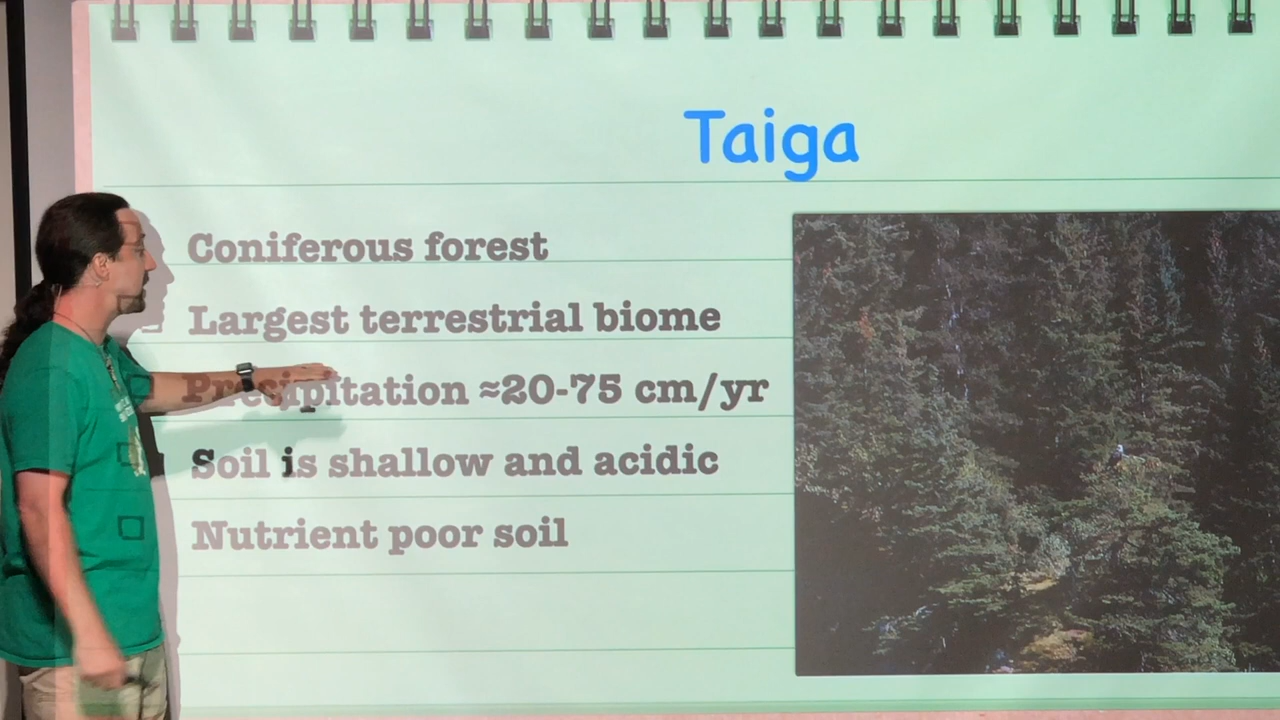 Taiga
Coniferous forest
Largest terrestrial biome
Precipitation ≈20-75 cm/yr
Soil is shallow and acidic
Nutrient poor soil